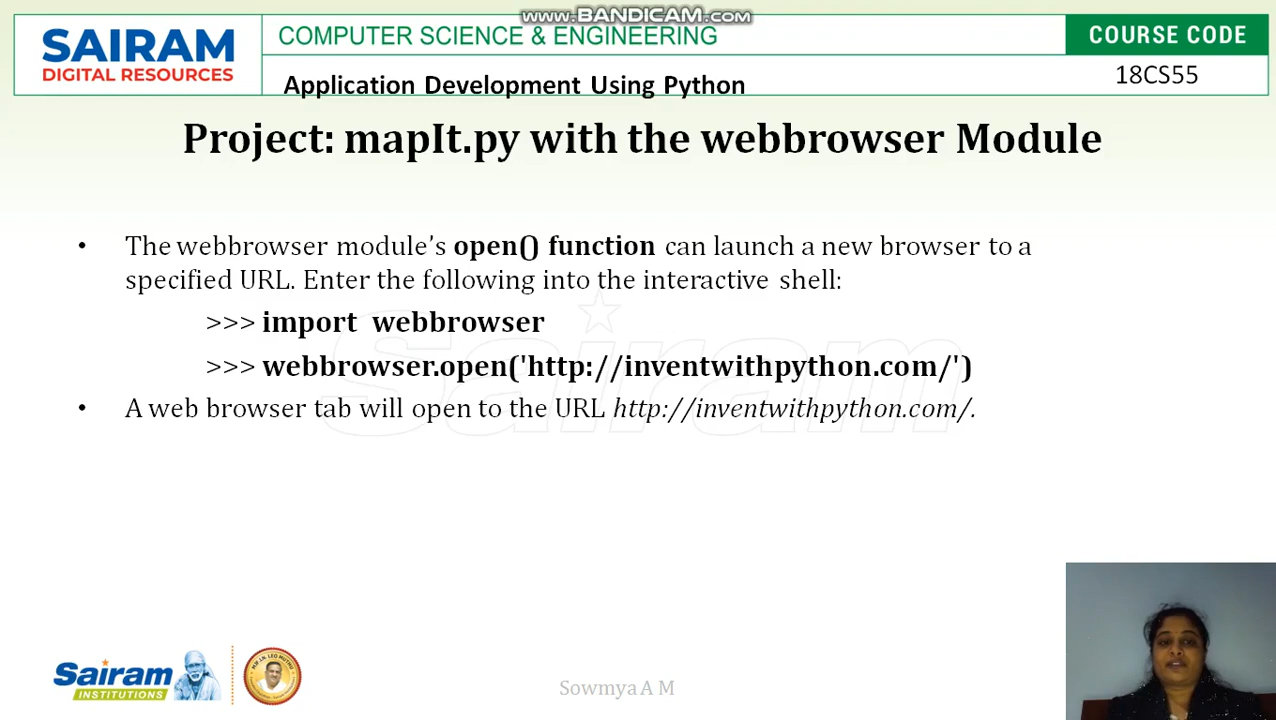 www.BANDICAM.com
SAIRAM
DIGITAL RESOURCES
COMPUTER SCIENCE & ENGINEERING
COURSE CODE
Application Development Using Python
18CS55
Project: mapIt.py with the webbrowser Module
• The webbrowser module’s open() function can launch a new browser to a
specified URL. Enter the following into the interactive shell:
>>> import webbrowser
>>> webbrowser.open('http://inventwithpython.com/')
• A web browser tab will open to the URL http://inventwithpython.com/.
Sairam
Sairam
INSTITUTIONS
Sowmya A M